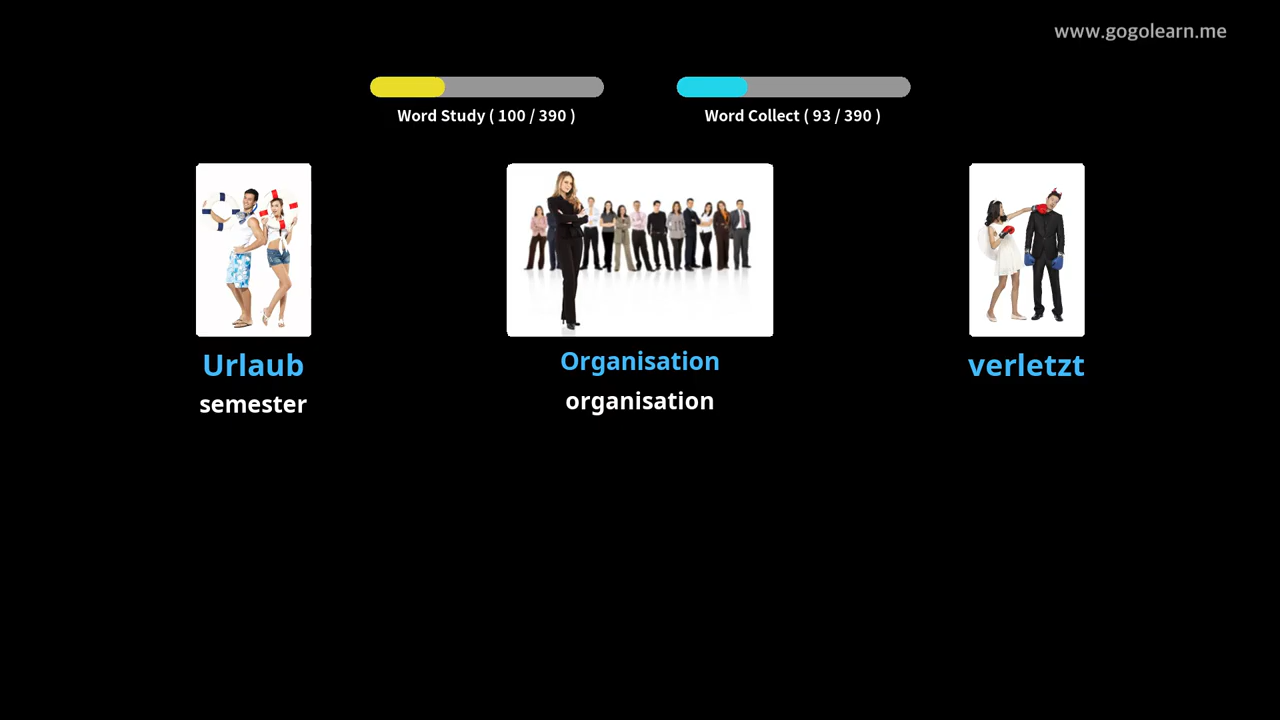 www.gogolearn.me
Word Study ( 100 / 390 )
Word Collect ( 93 / 390 )
Urlaub
semester
Organisation
organisation
verletzt